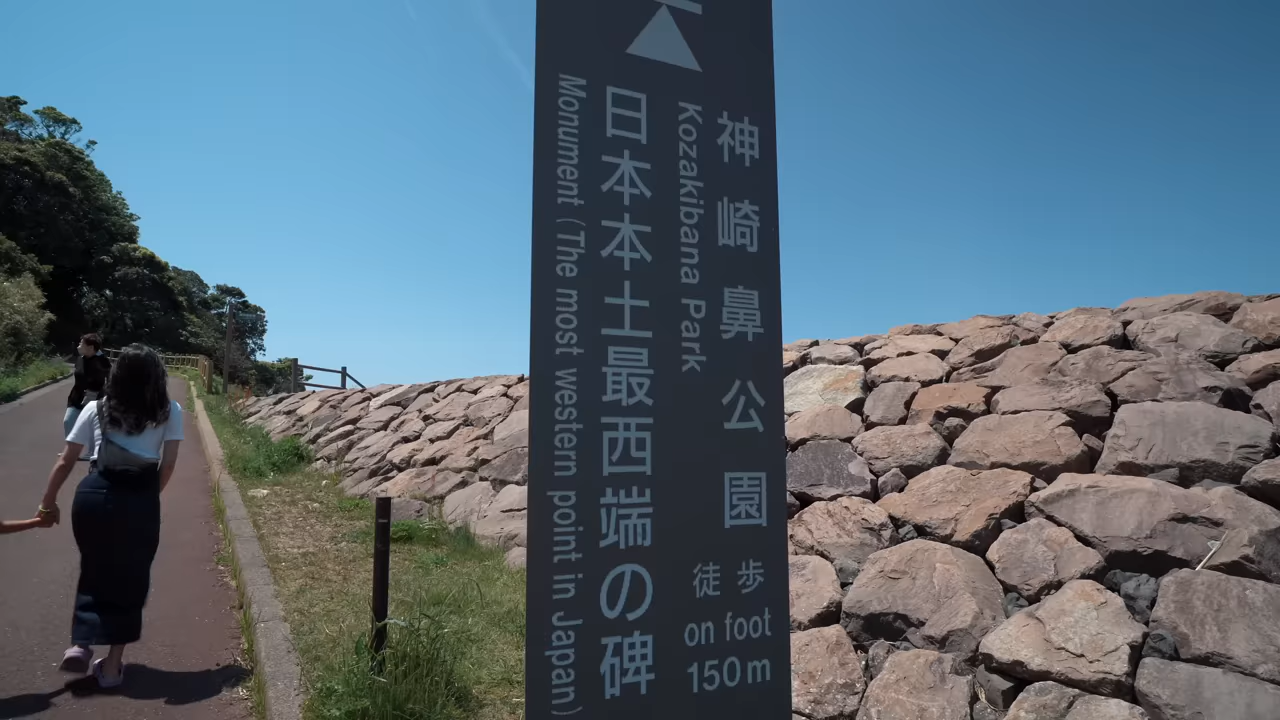 神崎鼻公園
Kozakibana Park
日本本土最西端の碑
Monument (The most western point in Japan)
徒歩
on foot
150m